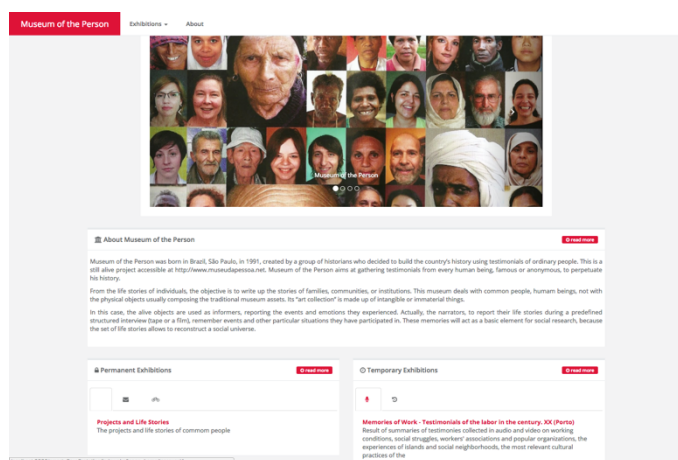 Museum of the Person Exhibitions About
Museum of the Person
About Museum of the Person read more
Museum of the Person was born in Brazil, São Paulo, in 1991, created by a group of historians who decided to build the country's history using testimonials of ordinary people. This is a
still alive project accessible at http://www.museudapessoa.net. Museum of the Person aims at gathering testimonials from every human being, famous or anonymous, to perpetuate
his history.
From the life stories of individuals, the objective is to write up the stories of families, communities, or institutions. This museum deals with common people, humam beings, not with
the physical objects usually composing the traditional museum assets. Its "art collection" is made up of intangible or immaterial things.
In this case, the alive objects are used as informers, reporting the events and emotions they experienced. Actually, the narrators, to report their life stories during a predefined
structured interview (tape or a film), remember events and other particular situations they have participated in. These memories will act as a basic element for social research, because
the set of life stories allows to reconstruct a social universe.
Permanent Exhibitions read more
Projects and Life Stories
The projects and life stories of commom people
Temporary Exhibitions read more
Memories of Work - Testimonials of the labor in the century. XX (Porto)
Result of summaries of testimonies collected in audio and video on working
conditions, social struggles, workers' associations and popular organizations, the
experiences of islands and social neighborhoods, the most relevant cultural
practices of the